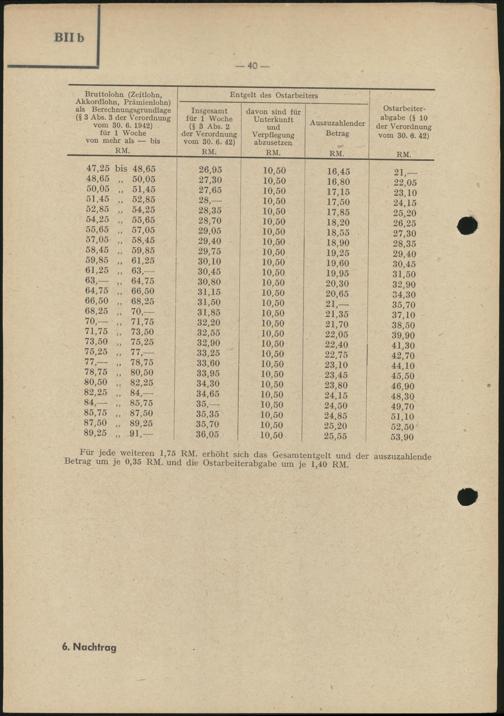 BII b
— 40 —
Bruttolohn (Zeitlohn,
Akkordlohn, Prämienlohn)
als Berechnungsgrundlage
(§ 3 Abs. 3 der Verordnung
vom 30. 6. 1942)
für 1 Woche
von mehr als — bis
RM.
Entgelt des Ostarbeiters
Insgesamt
für 1 Woche
(§ 3 Abs. 2
der Verordnung
vom 30. 6. 42)
RM.
davon sind für
Unterkunft
und
Verpflegung
abzusetzen
RM.
Auszuzahlender
Betrag
RM.
Ostarbeiter-
abgabe (§ 10
der Verordnung
vom 30. 6. 42)
RM.
47,25 bis 48,65 26,95 10,50 16,45 21,—
48,65 „ 50,05 27,30 10,50 16,80 22,05
50,05 „ 51,45 27,65 10,50 17,15 23,10
51,45 „ 52,85 28,— 10,50 17,50 24,15
52,85 „ 54,25 28,35 10,50 17,85 25,20
54,25 „ 55,65 28,70 10,50 18,20 26,25
55,65 „ 57,05 29,05 10,50 18,55 27,30
57,05 „ 58,45 29,40 10,50 18,90 28,35
58,45 „ 59,85 29,75 10,50 19,25 29,40
59,85 „ 61,25 30,10 10,50 19,60 30,45
61,25 „ 63,— 30,45 10,50 19,95 31,50
63,— „ 64,75 30,80 10,50 20,30 32,90
64,75 „ 66,50 31,15 10,50 20,65 34,30
66,50 „ 68,25 31,50 10,50 21,— 35,70
68,25 „ 70,— 31,85 10,50 21,35 37,10
70,— „ 71,75 32,20 10,50 21,70 38,50
71,75 „ 73,50 32,55 10,50 22,05 39,90
73,50 „ 75,25 32,90 10,50 22,40 41,30
75,25 „ 77,— 33,25 10,50 22,75 42,70
77,— „ 78,75 33,60 10,50 23,10 44,10
78,75 „ 80,50 33,95 10,50 23,45 45,50
80,50 „ 82,25 34,30 10,50 23,80 46,90
82,25 „ 84,— 34,65 10,50 24,15 48,30
84,— „ 85,75 35,— 10,50 24,50 49,70
85,75 „ 87,50 35,35 10,50 24,85 51,10
87,50 „ 89,25 35,70 10,50 25,20 52,50
89,25 „ 91,— 36,05 10,50 25,55 53,90
Für jede weiteren 1,75 RM. erhöht sich das Gesamtentgelt und der auszuzahlende
Betrag um je 0,35 RM. und die Ostarbeiterabgabe um je 1,40 RM.
6. Nachtrag